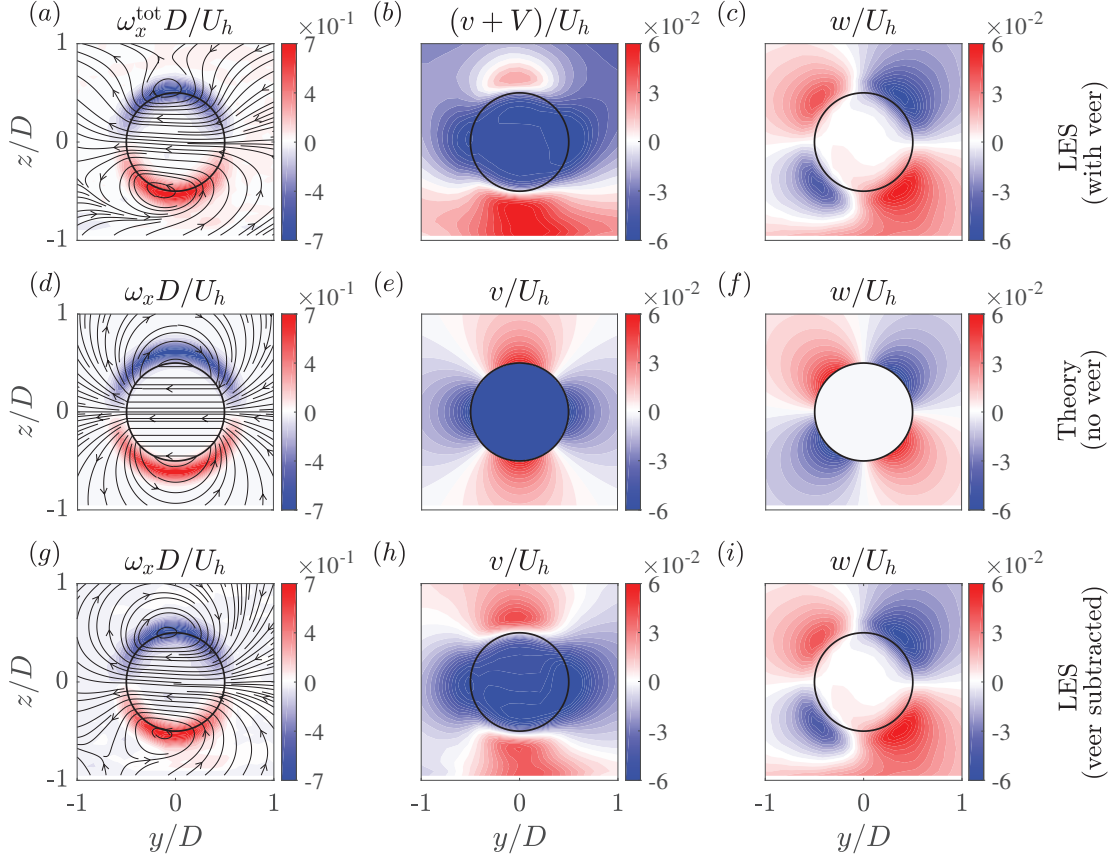 (a) ω_x^tot D/U_h
×10^-1
(b) (v + V)/U_h
×10^-2
(c) w/U_h
×10^-2
z/D
1
0
-1
7
4
-1
-4
-7
6
3
0
-3
-6
6
3
0
-3
-6
LES
(with veer)
(d) ω_x D/U_h
×10^-1
(e) v/U_h
×10^-2
(f) w/U_h
×10^-2
z/D
1
0
-1
7
4
-1
-4
-7
6
3
0
-3
-6
6
3
0
-3
-6
Theory
(no veer)
(g) ω_x D/U_h
×10^-1
(h) v/U_h
×10^-2
(i) w/U_h
×10^-2
z/D
1
0
-1
7
4
-1
-4
-7
6
3
0
-3
-6
6
3
0
-3
-6
LES
(veer subtracted)
-1 0 1
-1 0 1
-1 0 1
y/D
y/D
y/D